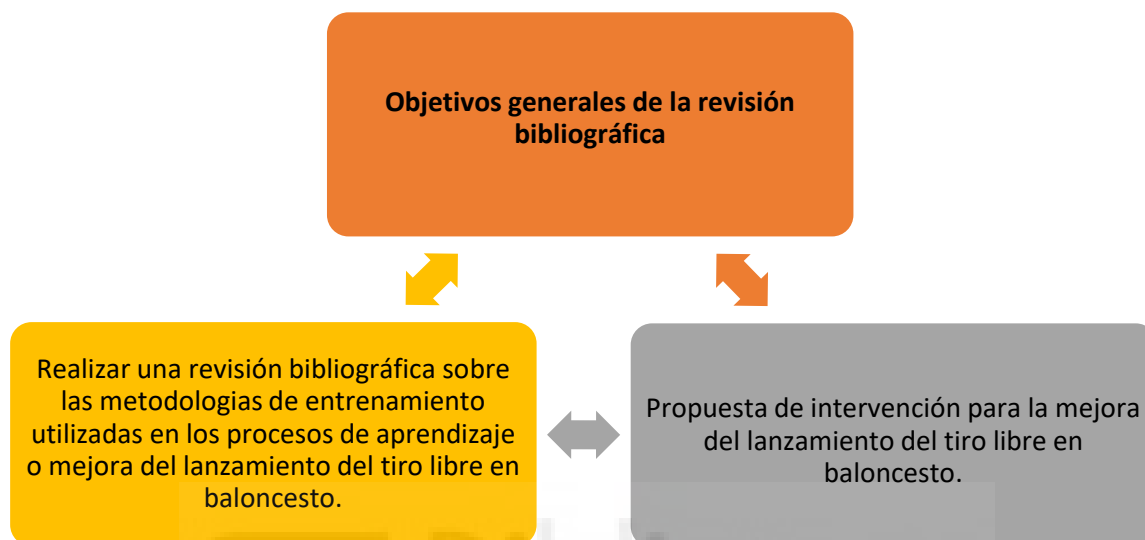 Objetivos generales de la revisión
bibliográfica
Realizar una revisión bibliográfica sobre
las metodologias de entrenamiento
utilizadas en los procesos de aprendizaje
o mejora del lanzamiento del tiro libre en
baloncesto.
Propuesta de intervención para la mejora
del lanzamiento del tiro libre en
baloncesto.